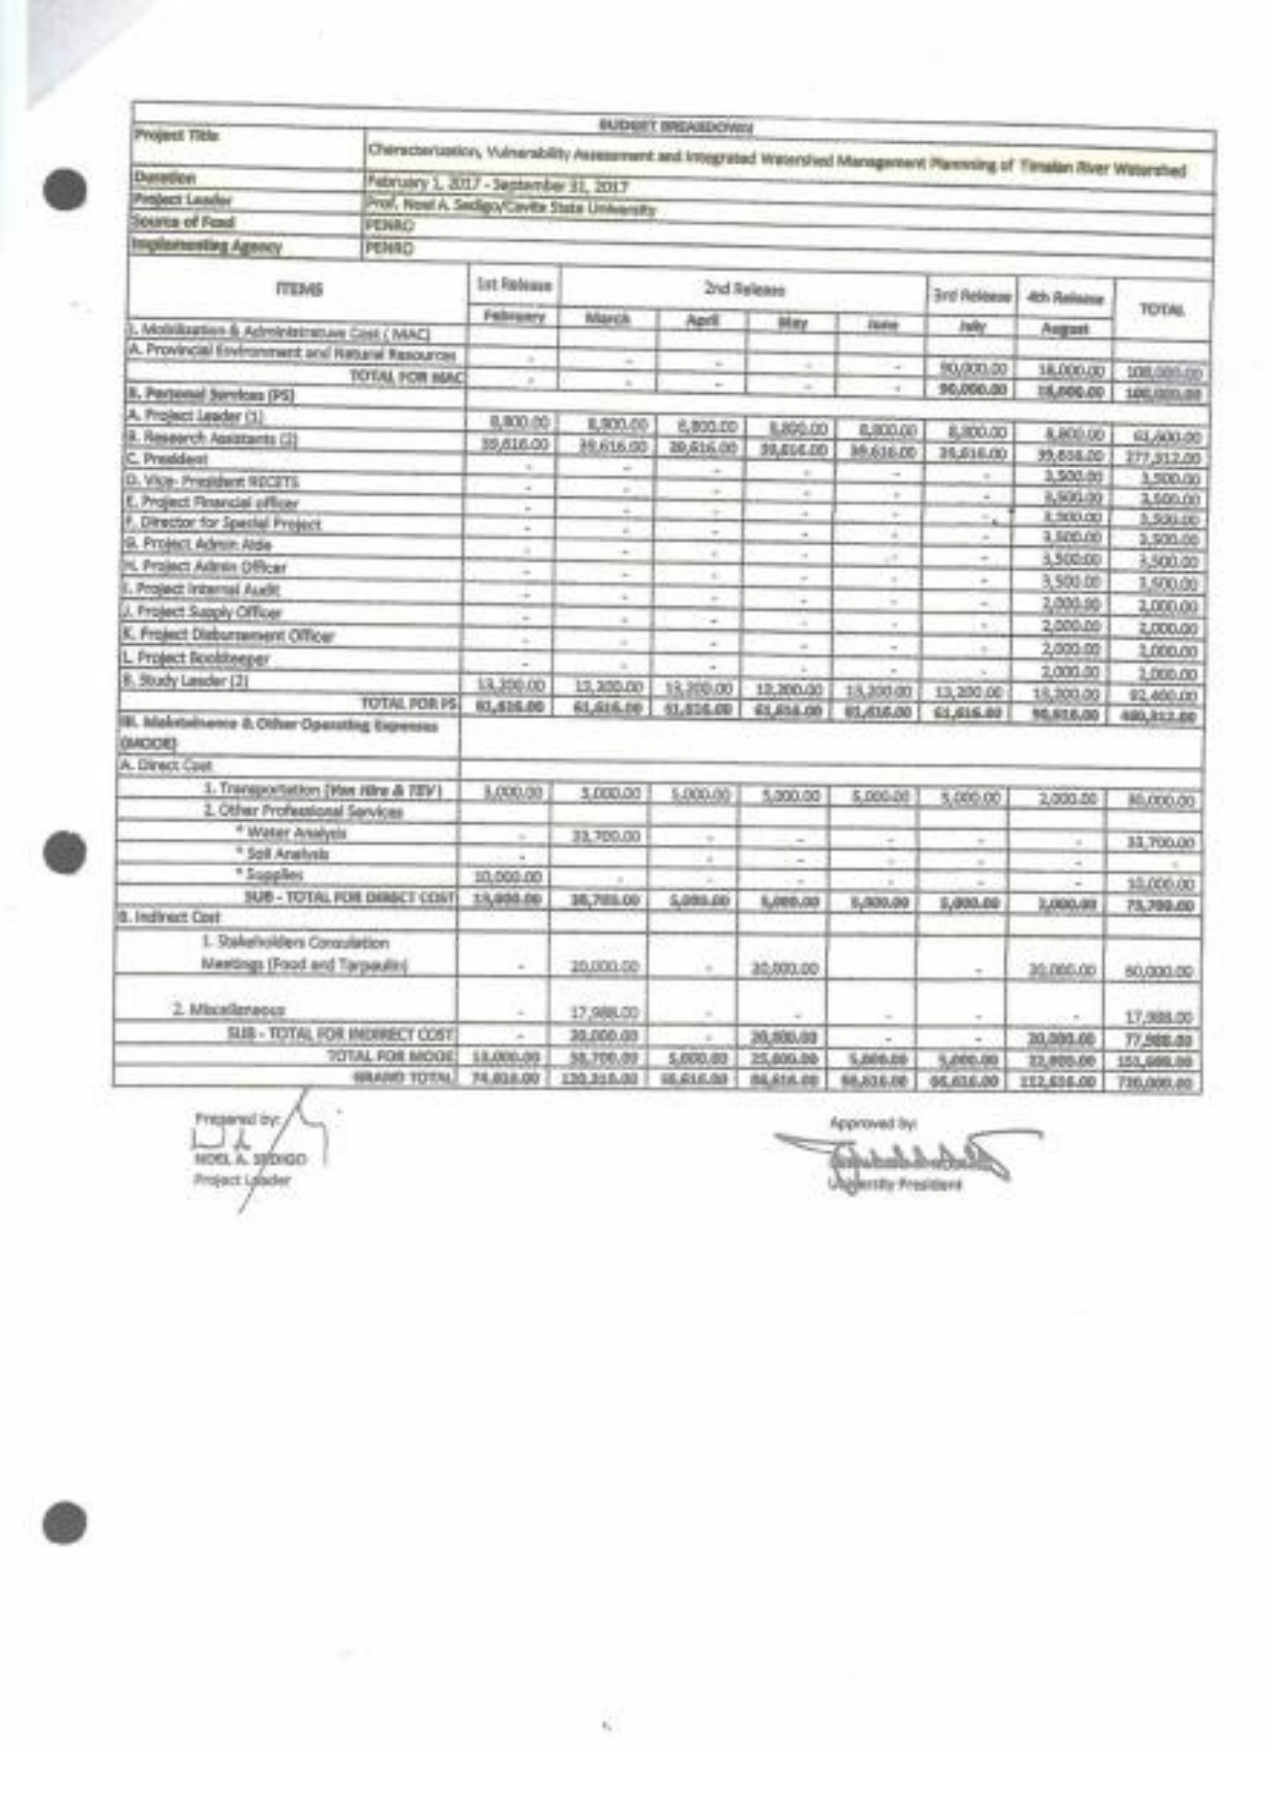 BUDGET BREAKDOWN
Project Title
Characterization, Vulnerability Assessment and Integrated Watershed Management Planning of Timalan River Watershed
Duration February 1, 2017 - September 31, 2017
Project Leader Prof. Noel A. Sedigo/Cavite State University
Source of Fund PENRO
Implementing Agency PENRO
ITEMS 1st Release 2nd Release 3rd Release 4th Release TOTAL
February March April May June July August
I. Mobilization & Administrative Cost ( MAC)
A. Provincial Environment and Natural Resources - - - - - 90,000.00 18,000.00 108,000.00
TOTAL FOR MAC - - - - - 90,000.00 18,000.00 108,000.00
II. Personal Services (PS)
A. Project Leader (1) 8,800.00 8,800.00 8,800.00 8,800.00 8,800.00 8,800.00 8,800.00 61,600.00
B. Research Assistants (2) 39,616.00 39,616.00 39,616.00 39,616.00 39,616.00 39,616.00 39,616.00 277,312.00
C. President - - - - - - 3,500.00 3,500.00
D. Vice- President RECETS - - - - - - 3,500.00 3,500.00
E. Project Financial officer - - - - - - 3,500.00 3,500.00
F. Director for Special Project - - - - - - 3,500.00 3,500.00
G. Project Admin Aide - - - - - - 3,500.00 3,500.00
H. Project Admin Officer - - - - - - 3,500.00 3,500.00
I. Project Internal Audit - - - - - - 2,000.00 2,000.00
J. Project Supply Officer - - - - - - 2,000.00 2,000.00
K. Project Disbursement Officer - - - - - - 2,000.00 2,000.00
L. Project Bookkeeper - - - - - - 2,000.00 2,000.00
B. Study Leader (2) 13,200.00 13,200.00 13,200.00 13,200.00 13,200.00 13,200.00 13,200.00 92,400.00
TOTAL FOR PS 61,616.00 61,616.00 61,616.00 61,616.00 61,616.00 61,616.00 90,616.00 460,312.00
III. Maintainence & Other Operating Expenses
(MOOE)
A. Direct Cost
1. Transportation (Van Hire & TEV) 3,000.00 5,000.00 5,000.00 5,000.00 5,000.00 5,000.00 2,000.00 30,000.00
2. Other Professional Services
* Water Analysis - 33,700.00 - - - - - 33,700.00
* Soil Analysis - - - - - - -
* Supplies 10,000.00 - - - - - - 10,000.00
SUB - TOTAL FOR DIRECT COST 13,000.00 38,700.00 5,000.00 5,000.00 5,000.00 5,000.00 2,000.00 73,700.00
B. Indirect Cost
1. Stakeholders Consulation
Meetings (Food and Tarpaulin) - 20,000.00 - 20,000.00 - 20,000.00 60,000.00
2. Miscellaneous - 17,988.00 - - - - - 17,988.00
SUB - TOTAL FOR INDIRECT COST - 20,000.00 - 20,000.00 - - 20,000.00 77,988.00
TOTAL FOR MOOE 13,000.00 58,700.00 5,000.00 25,000.00 5,000.00 5,000.00 22,000.00 151,688.00
GRAND TOTAL 74,616.00 120,316.00 66,616.00 86,616.00 66,616.00 66,616.00 112,616.00 720,000.00
Prepared by: Approved by:
NOEL A. SEDIGO
Project Leader University President